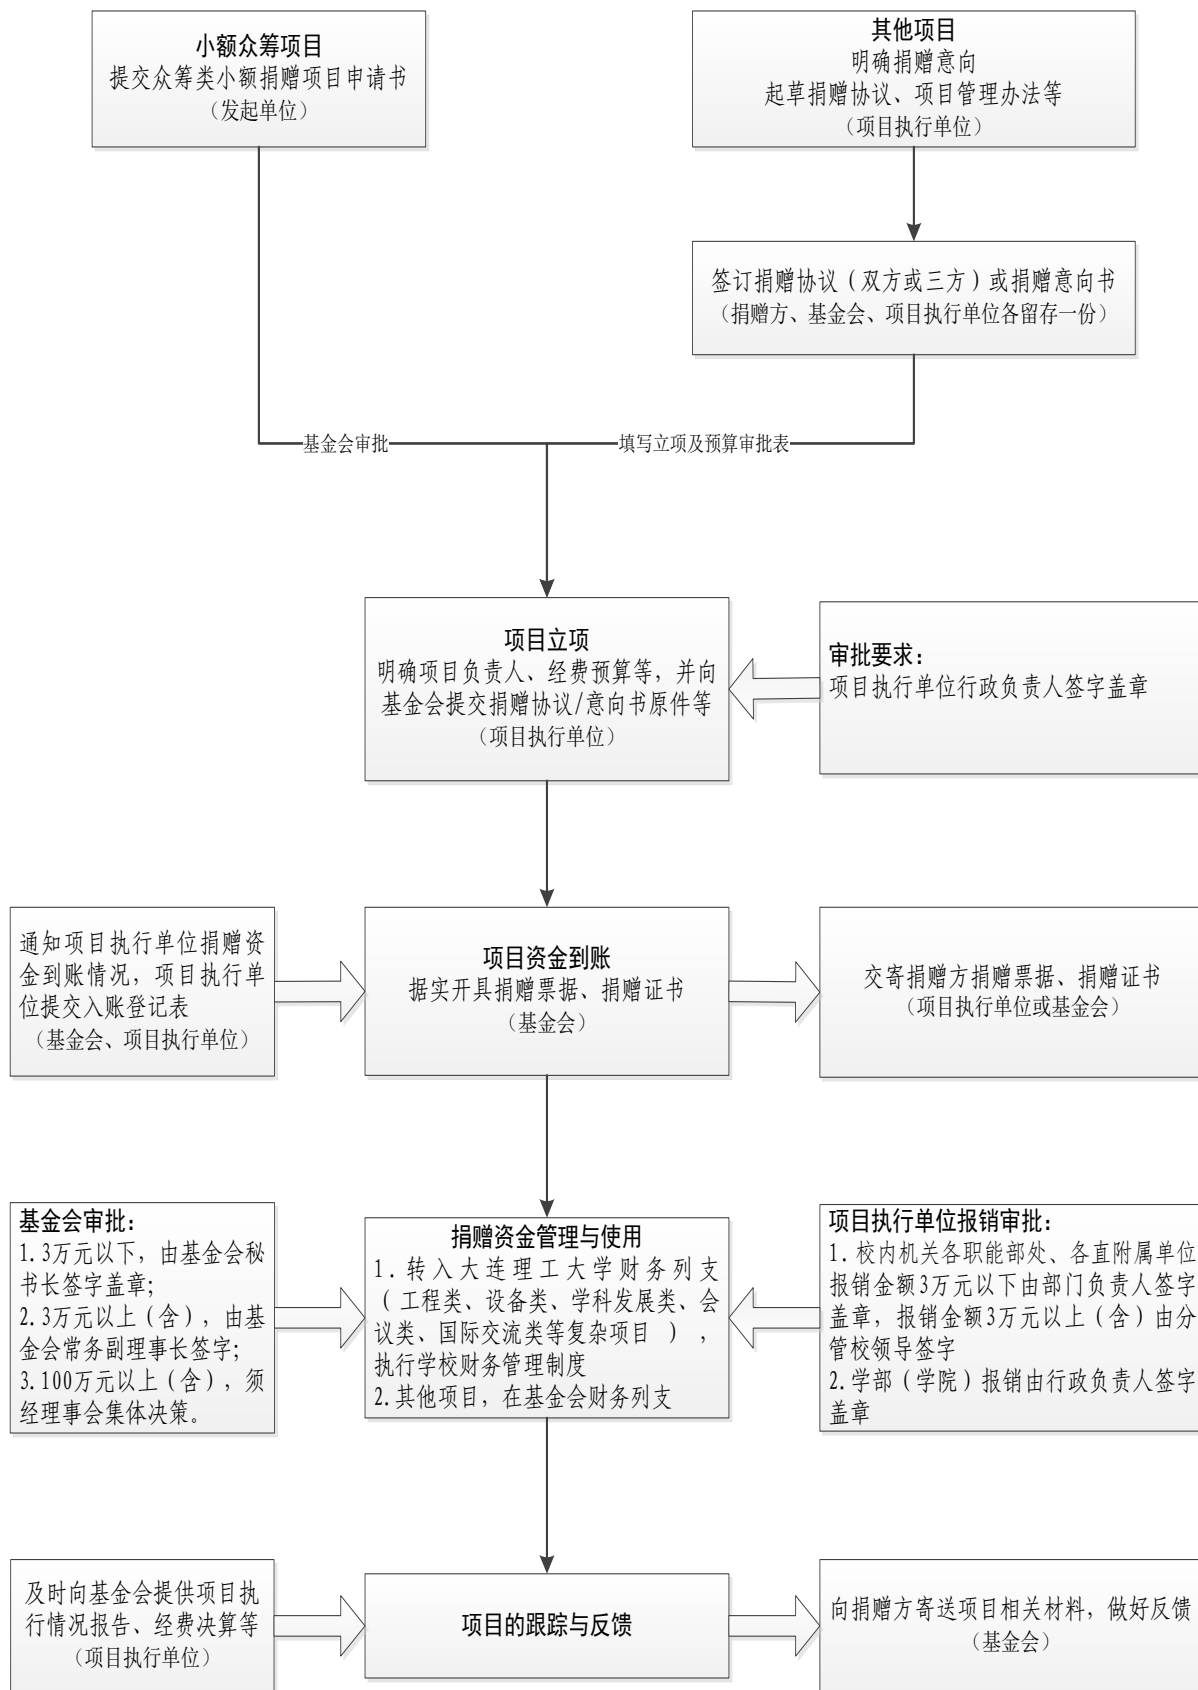 小额众筹项目
提交众筹类小额捐赠项目申请书
（发起单位）
其他项目
明确捐赠意向
起草捐赠协议、项目管理办法等
（项目执行单位）
签订捐赠协议（双方或三方）或捐赠意向书
（捐赠方、基金会、项目执行单位各留存一份）
基金会审批
填写立项及预算审批表
项目立项
明确项目负责人、经费预算等，并向
基金会提交捐赠协议/意向书原件等
（项目执行单位）
审批要求：
项目执行单位行政负责人签字盖章
通知项目执行单位捐赠资
金到账情况，项目执行单
位提交入账登记表
（基金会、项目执行单位）
项目资金到账
据实开具捐赠票据、捐赠证书
（基金会）
交寄捐赠方捐赠票据、捐赠证书
（项目执行单位或基金会）
基金会审批：
1.3万元以下，由基金会秘
书长签字盖章；
2.3万元以上（含），由基
金会常务副理事长签字；
3.100万元以上（含），须
经理事会集体决策。
捐赠资金管理与使用
1.转入大连理工大学财务列支
（工程类、设备类、学科发展类、会
议类、国际交流类等复杂项目 ），
执行学校财务管理制度
2.其他项目，在基金会财务列支
项目执行单位报销审批：
1.校内机关各职能部处、各直附属单位
报销金额3万元以下由部门负责人签字
盖章，报销金额3万元以上（含）由分
管校领导签字
2.学部（学院）报销由行政负责人签字
盖章
及时向基金会提供项目执
行情况报告、经费决算等
（项目执行单位）
项目的跟踪与反馈
向捐赠方寄送项目相关材料，做好反馈
（基金会）